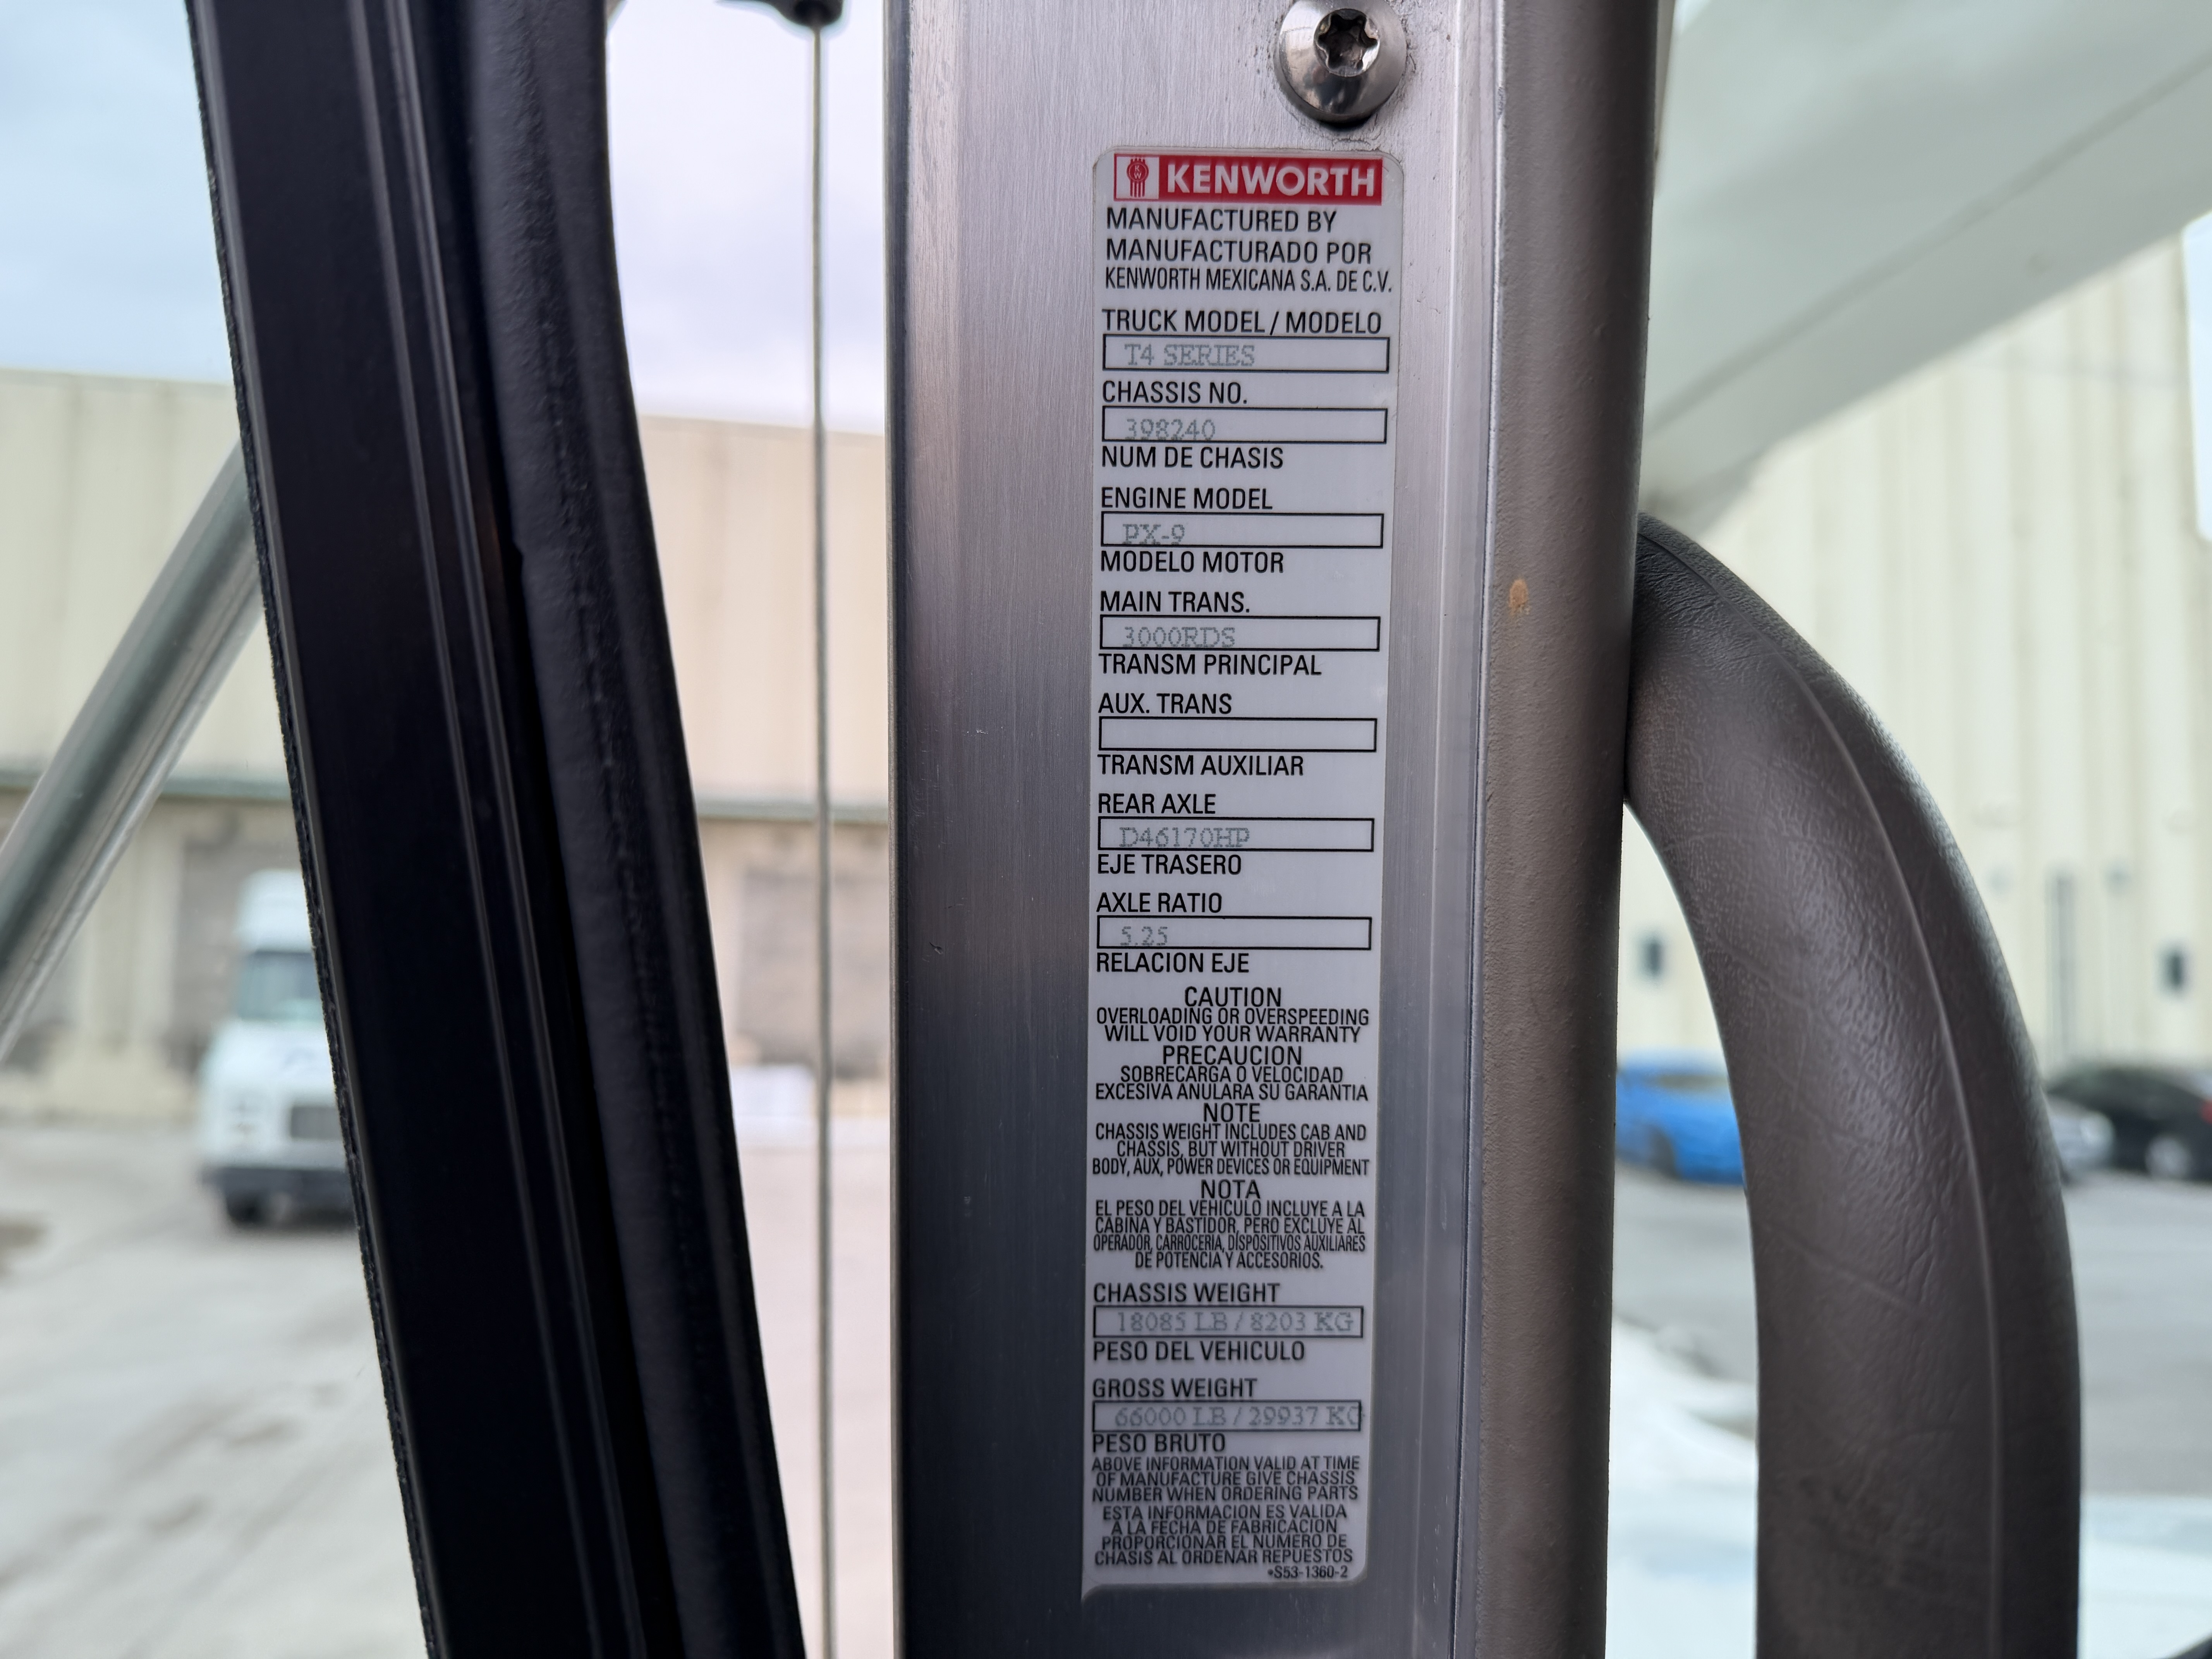 KENWORTH
MANUFACTURED BY
MANUFACTURADO POR
KENWORTH MEXICANA S.A. DE C.V.
TRUCK MODEL / MODELO
T4 SERIES
CHASSIS NO.
398240
NUM DE CHASIS
ENGINE MODEL
PX-9
MODELO MOTOR
MAIN TRANS.
3000RDS
TRANSM PRINCIPAL
AUX. TRANS
TRANSM AUXILIAR
REAR AXLE
D46170HP
EJE TRASERO
AXLE RATIO
5.25
RELACION EJE
CAUTION
OVERLOADING OR OVERSPEEDING
WILL VOID YOUR WARRANTY
PRECAUCION
SOBRECARGA O VELOCIDAD
EXCESIVA ANULARA SU GARANTIA
NOTE
CHASSIS WEIGHT INCLUDES CAB AND
CHASSIS, BUT WITHOUT DRIVER
BODY, AUX, POWER DEVICES OR EQUIPMENT
NOTA
EL PESO DEL VEHICULO INCLUYE A LA
CABINA Y BASTIDOR, PERO EXCLUYE AL
OPERADOR, CARROCERIA, DISPOSITIVOS AUXILIARES
DE POTENCIA Y ACCESORIOS.
CHASSIS WEIGHT
18085 LB / 8203 KG
PESO DEL VEHICULO
GROSS WEIGHT
66000 LB / 29937 KG
PESO BRUTO
ABOVE INFORMATION VALID AT TIME
OF MANUFACTURE GIVE CHASSIS
NUMBER WHEN ORDERING PARTS
ESTA INFORMACION ES VALIDA
A LA FECHA DE FABRICACION
PROPORCIONAR EL NUMERO DE
CHASIS AL ORDENAR REPUESTOS
•S53-1360-2